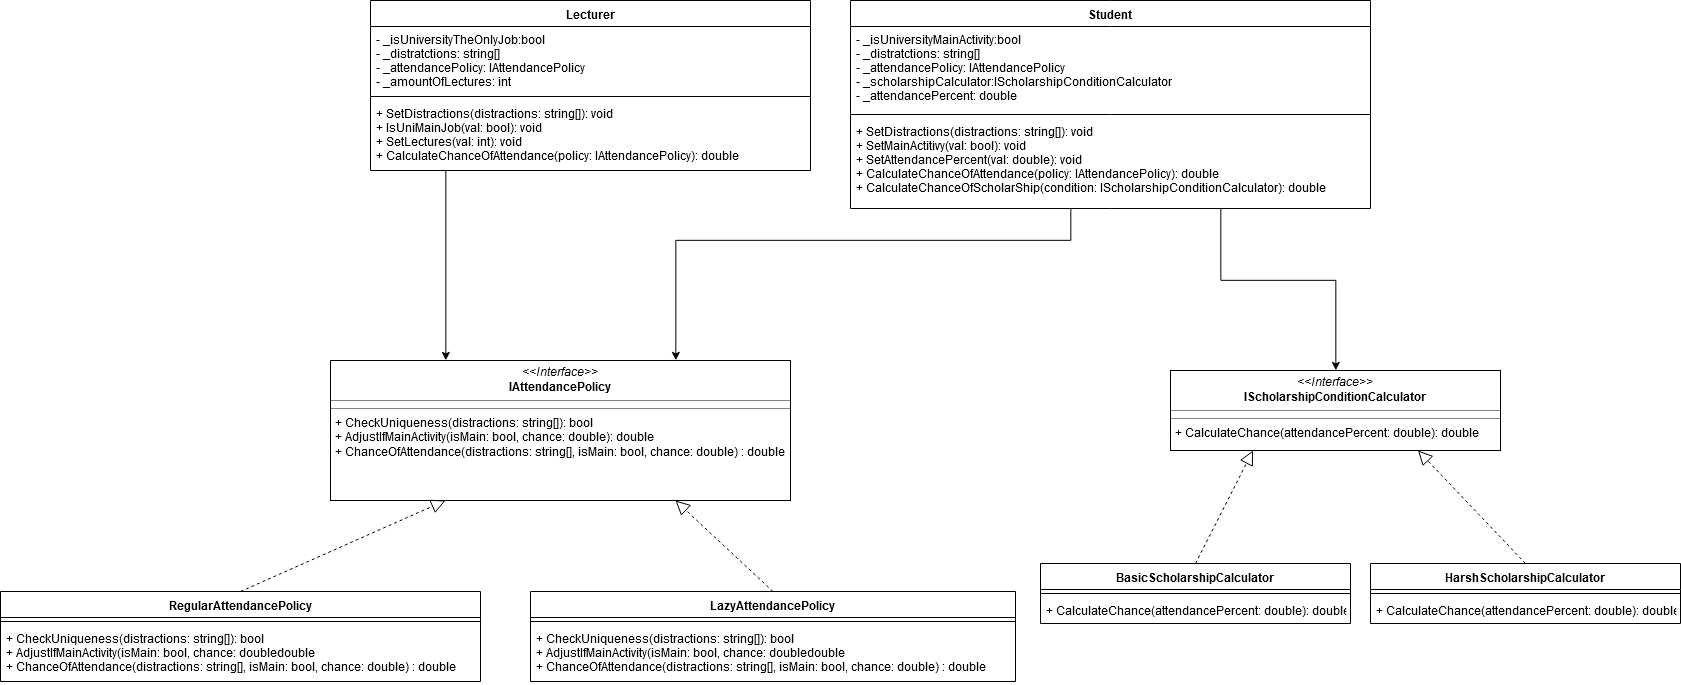 Lecturer
- _isUniversityTheOnlyJob:bool
- _distratctions: string[]
- _attendancePolicy: IAttendancePolicy
- _amountOfLectures: int
+ SetDistractions(distractions: string[]): void
+ IsUniMainJob(val: bool): void
+ SetLectures(val: int): void
+ CalculateChanceOfAttendance(policy: IAttendancePolicy): double
Student
- _isUniversityMainActivity:bool
- _distratctions: string[]
- _attendancePolicy: IAttendancePolicy
- _scholarshipCalculator:IScholarshipConditionCalculator
- _attendancePercent: double
+ SetDistractions(distractions: string[]): void
+ SetMainActitivy(val: bool): void
+ SetAttendancePercent(val: double): void
+ CalculateChanceOfAttendance(policy: IAttendancePolicy): double
+ CalculateChanceOfScholarShip(condition: IScholarshipConditionCalculator): double
<<Interface>>
IAttendancePolicy
+ CheckUniqueness(distractions: string[]): bool
+ AdjustIfMainActivity(isMain: bool, chance: double): double
+ ChanceOfAttendance(distractions: string[], isMain: bool, chance: double) : double
<<Interface>>
IScholarshipConditionCalculator
+ CalculateChance(attendancePercent: double): double
RegularAttendancePolicy
+ CheckUniqueness(distractions: string[]): bool
+ AdjustIfMainActivity(isMain: bool, chance: doubledouble
+ ChanceOfAttendance(distractions: string[], isMain: bool, chance: double) : double
LazyAttendancePolicy
+ CheckUniqueness(distractions: string[]): bool
+ AdjustIfMainActivity(isMain: bool, chance: doubledouble
+ ChanceOfAttendance(distractions: string[], isMain: bool, chance: double) : double
BasicScholarshipCalculator
+ CalculateChance(attendancePercent: double): double
HarshScholarshipCalculator
+ CalculateChance(attendancePercent: double): double